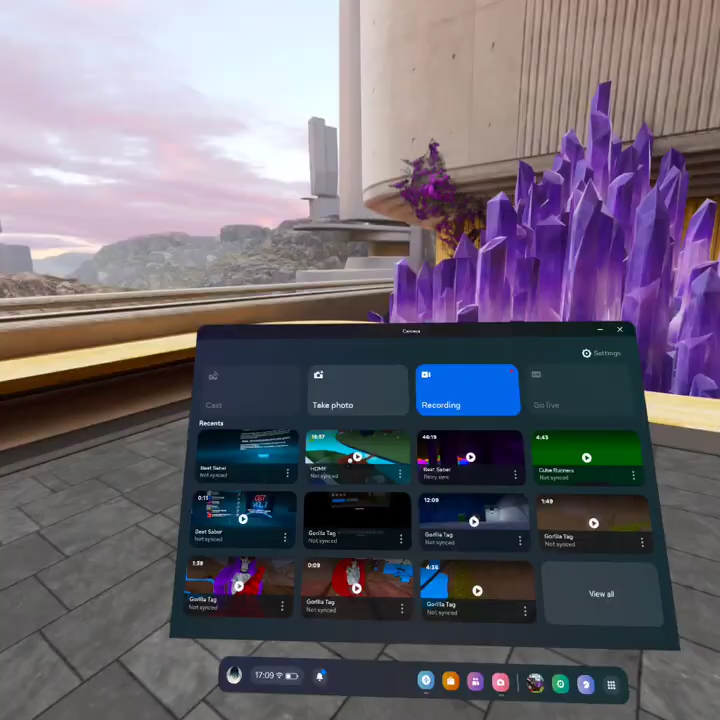 Camera
Settings
Cast
Take photo
Recording
Go live
Recents
Beat Saber
Not synced
16:57
HOME
Not synced
46:19
Beat Saber
Retry sync
4:43
Cube Runners
Not synced
0:11
Beat Saber
Not synced
Gorilla Tag
Not synced
12:09
Gorilla Tag
Not synced
1:49
Gorilla Tag
Not synced
1:38
Gorilla Tag
Not synced
0:09
Gorilla Tag
Not synced
4:36
Gorilla Tag
Not synced
View all
17:09